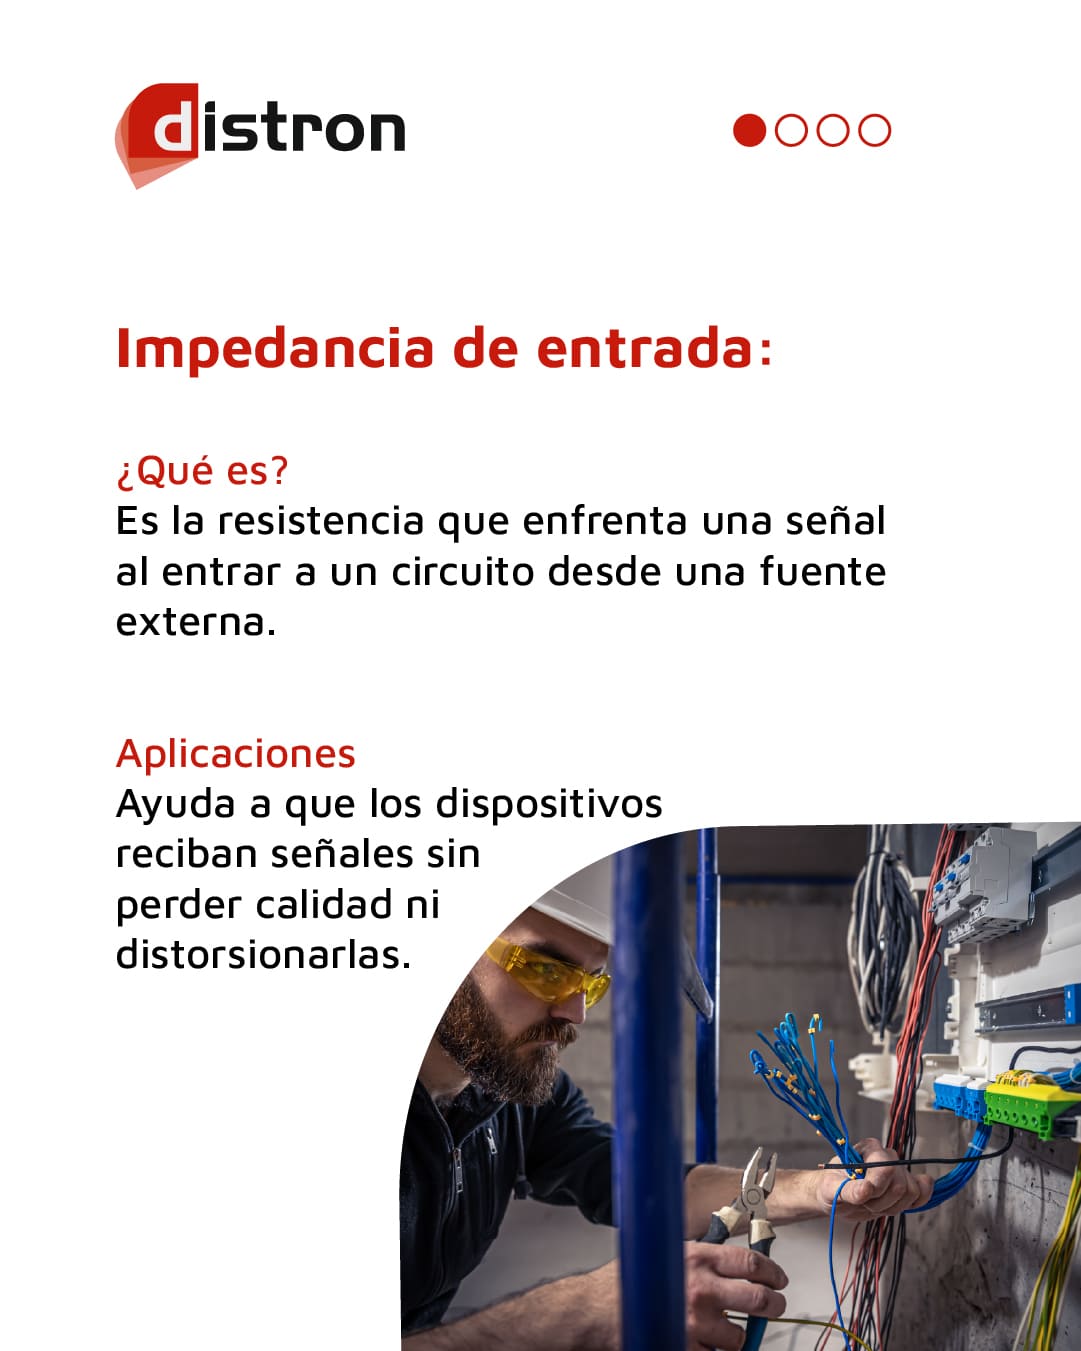 distron
Impedancia de entrada:
¿Qué es?
Es la resistencia que enfrenta una señal
al entrar a un circuito desde una fuente
externa.
Aplicaciones
Ayuda a que los dispositivos
reciban señales sin
perder calidad ni
distorsionarlas.